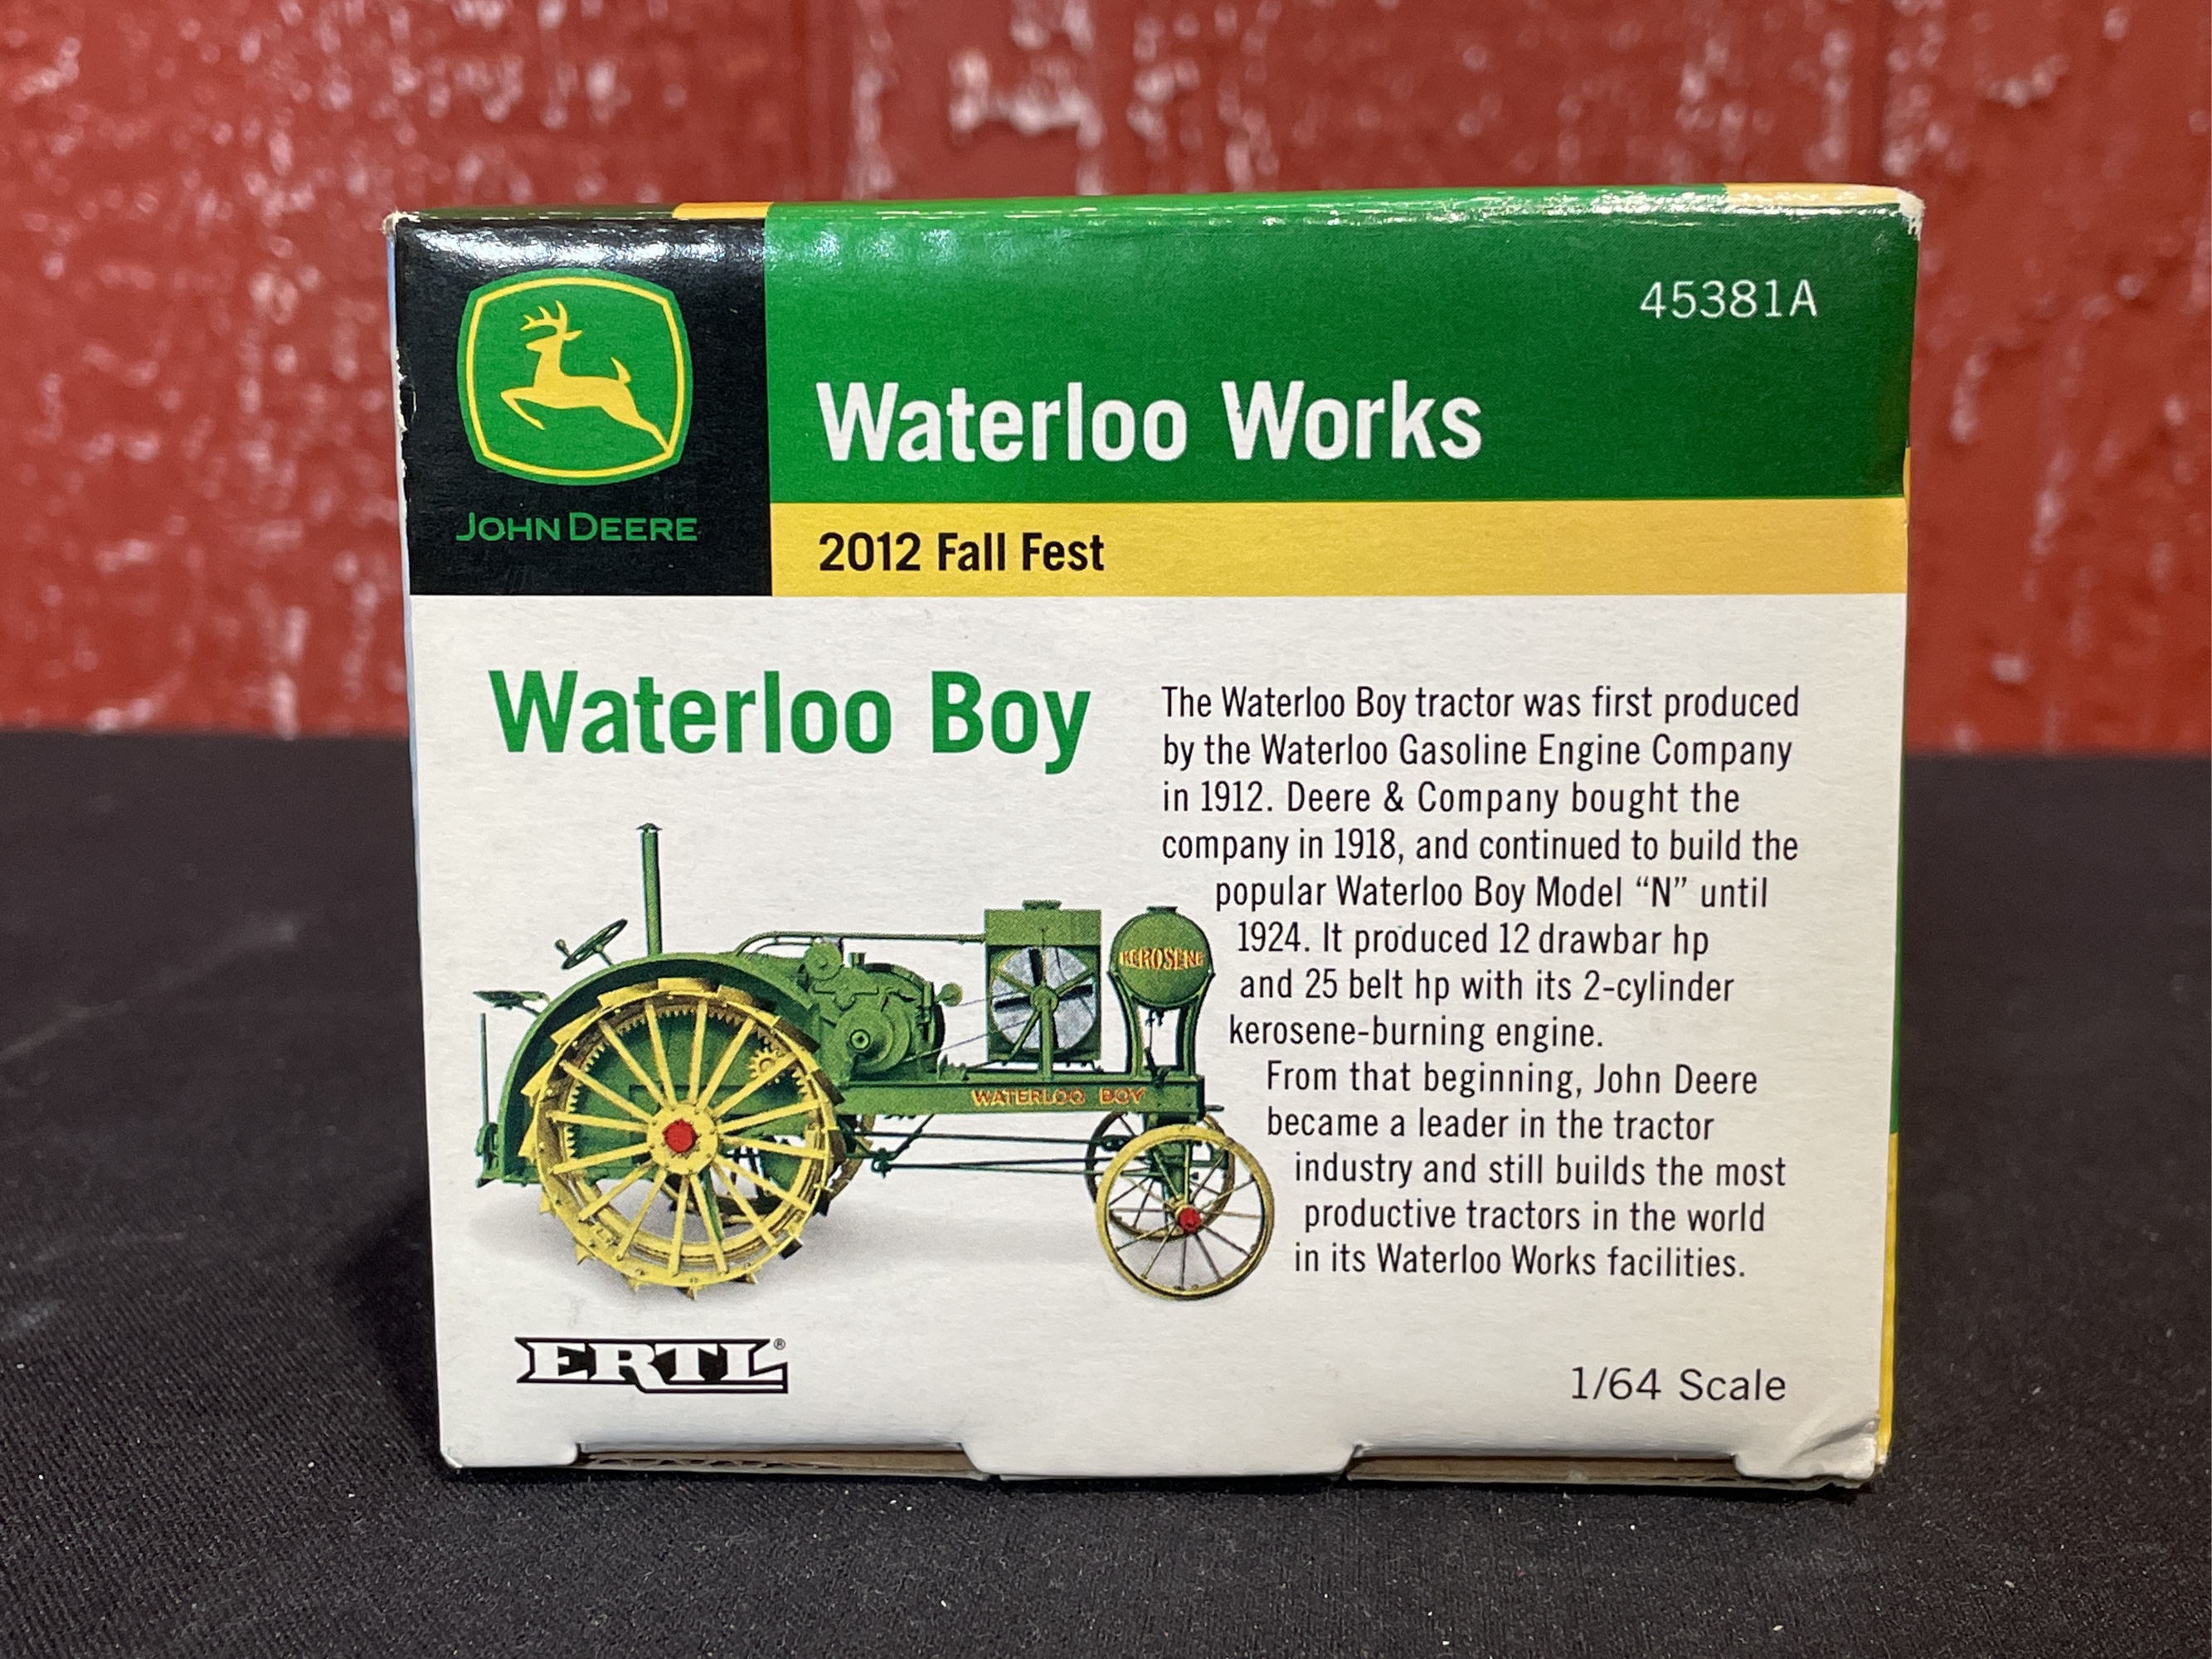 45381A
Waterloo Works
JOHN DEERE
2012 Fall Fest
Waterloo Boy
The Waterloo Boy tractor was first produced
by the Waterloo Gasoline Engine Company
in 1912. Deere & Company bought the
company in 1918, and continued to build the
popular Waterloo Boy Model “N” until
1924. It produced 12 drawbar hp
and 25 belt hp with its 2-cylinder
kerosene-burning engine.
From that beginning, John Deere
became a leader in the tractor
industry and still builds the most
productive tractors in the world
in its Waterloo Works facilities.
KEROSENE
WATERLOO BOY
ERTL®
1/64 Scale